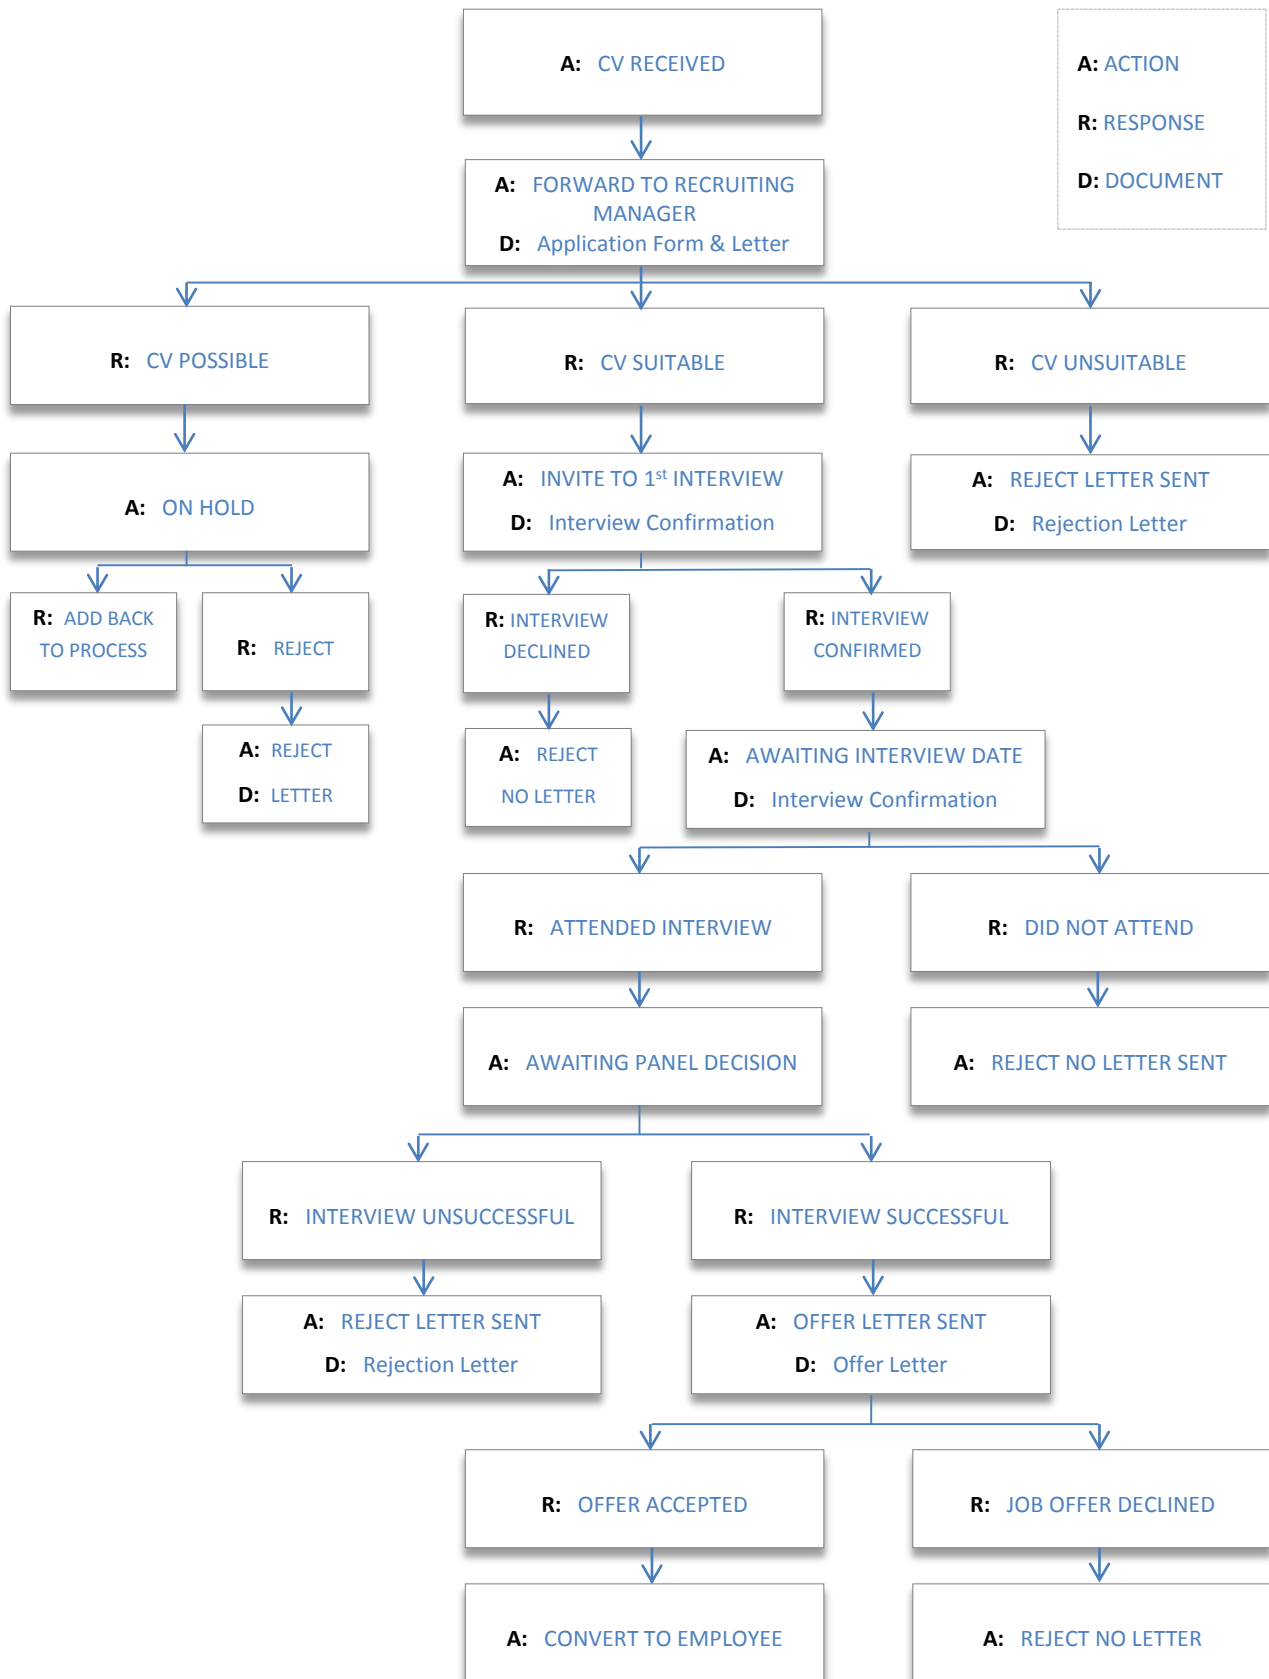 A: CV RECEIVED
A: ACTION
R: RESPONSE
D: DOCUMENT
A: FORWARD TO RECRUITING
MANAGER
D: Application Form & Letter
R: CV POSSIBLE
R: CV SUITABLE
R: CV UNSUITABLE
A: ON HOLD
A: INVITE TO 1st INTERVIEW
D: Interview Confirmation
A: REJECT LETTER SENT
D: Rejection Letter
R: ADD BACK
TO PROCESS
R: REJECT
R: INTERVIEW
DECLINED
R: INTERVIEW
CONFIRMED
A: REJECT
D: LETTER
A: REJECT
NO LETTER
A: AWAITING INTERVIEW DATE
D: Interview Confirmation
R: ATTENDED INTERVIEW
R: DID NOT ATTEND
A: AWAITING PANEL DECISION
A: REJECT NO LETTER SENT
R: INTERVIEW UNSUCCESSFUL
R: INTERVIEW SUCCESSFUL
A: REJECT LETTER SENT
D: Rejection Letter
A: OFFER LETTER SENT
D: Offer Letter
R: OFFER ACCEPTED
R: JOB OFFER DECLINED
A: CONVERT TO EMPLOYEE
A: REJECT NO LETTER